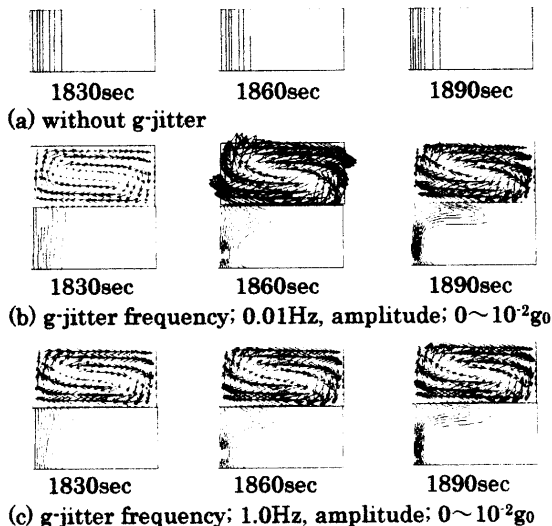 1830sec 1860sec 1890sec
(a) without g-jitter
1830sec 1860sec 1890sec
(b) g-jitter frequency; 0.01Hz, amplitude; 0~10⁻²g₀
1830sec 1860sec 1890sec
(c) g-jitter frequency; 1.0Hz, amplitude; 0~10⁻²g₀